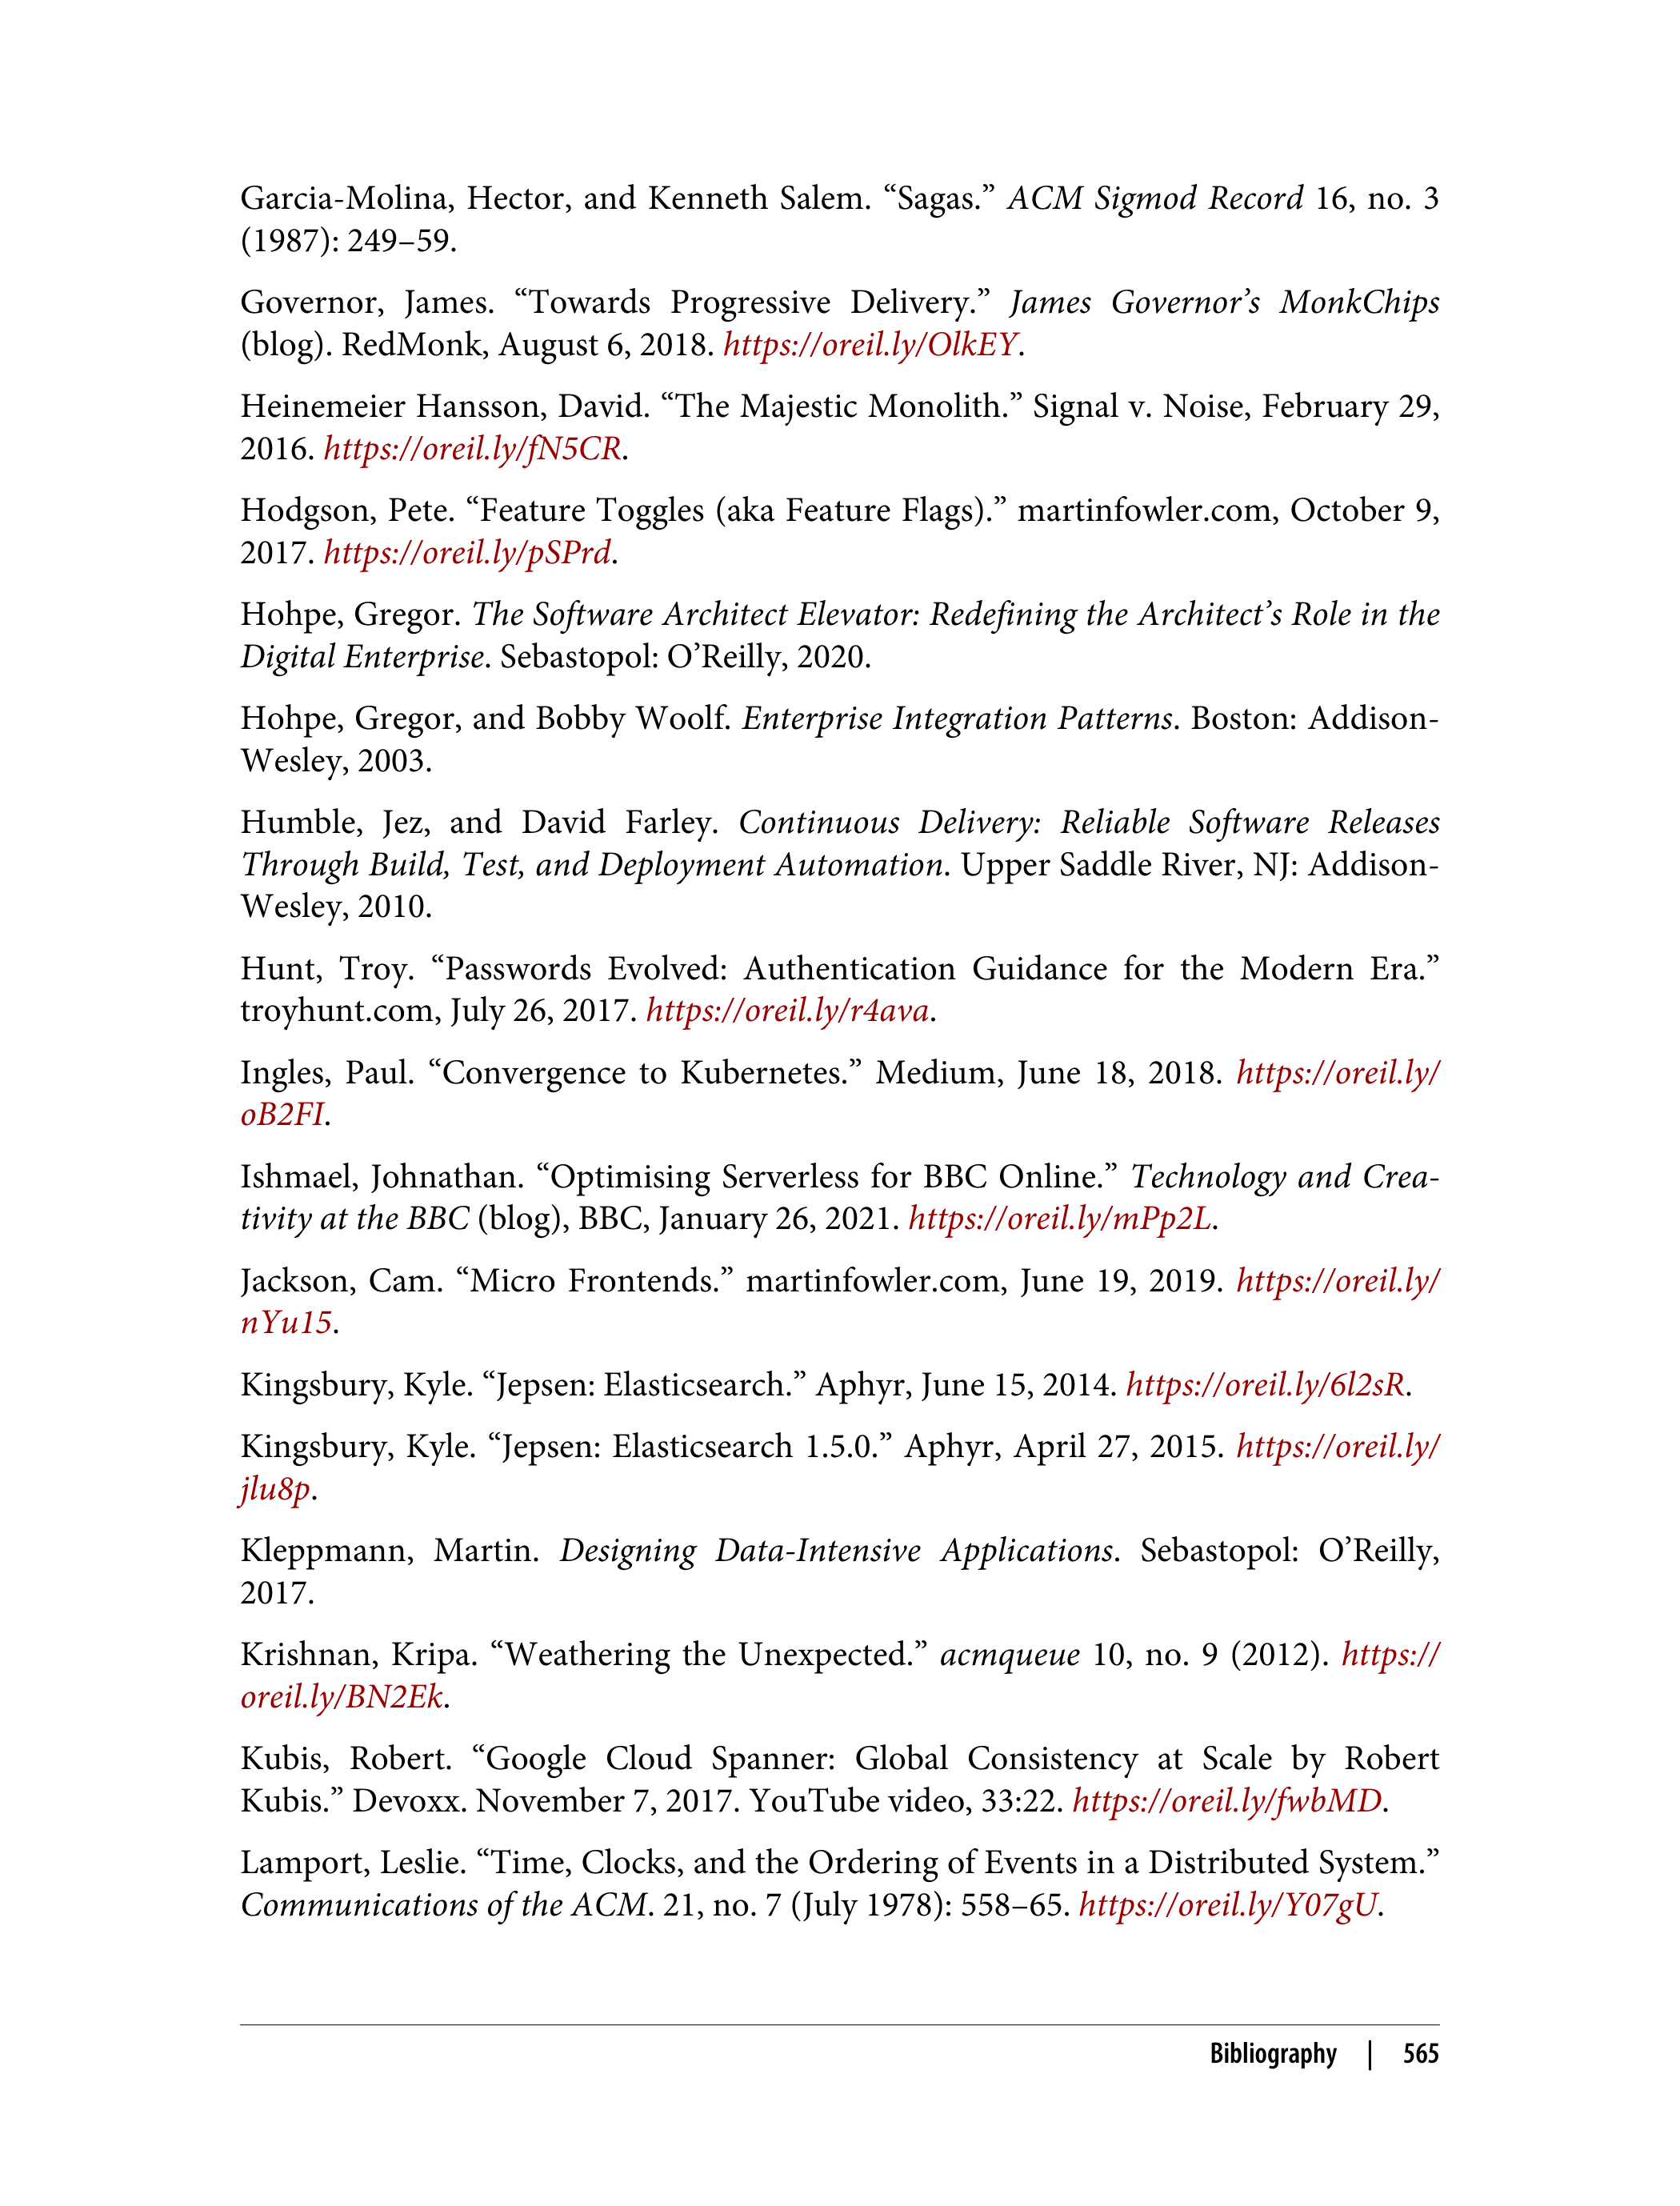 Garcia-Molina, Hector, and Kenneth Salem. “Sagas.” ACM Sigmod Record 16, no. 3
(1987): 249–59.
Governor, James. “Towards Progressive Delivery.” James Governor’s MonkChips
(blog). RedMonk, August 6, 2018. https://oreil.ly/OlkEY.
Heinemeier Hansson, David. “The Majestic Monolith.” Signal v. Noise, February 29,
2016. https://oreil.ly/fN5CR.
Hodgson, Pete. “Feature Toggles (aka Feature Flags).” martinfowler.com, October 9,
2017. https://oreil.ly/pSPrd.
Hohpe, Gregor. The Software Architect Elevator: Redefining the Architect’s Role in the
Digital Enterprise. Sebastopol: O’Reilly, 2020.
Hohpe, Gregor, and Bobby Woolf. Enterprise Integration Patterns. Boston: Addison-
Wesley, 2003.
Humble, Jez, and David Farley. Continuous Delivery: Reliable Software Releases
Through Build, Test, and Deployment Automation. Upper Saddle River, NJ: Addison-
Wesley, 2010.
Hunt, Troy. “Passwords Evolved: Authentication Guidance for the Modern Era.”
troyhunt.com, July 26, 2017. https://oreil.ly/r4ava.
Ingles, Paul. “Convergence to Kubernetes.” Medium, June 18, 2018. https://oreil.ly/
oB2FI.
Ishmael, Johnathan. “Optimising Serverless for BBC Online.” Technology and Crea-
tivity at the BBC (blog), BBC, January 26, 2021. https://oreil.ly/mPp2L.
Jackson, Cam. “Micro Frontends.” martinfowler.com, June 19, 2019. https://oreil.ly/
nYu15.
Kingsbury, Kyle. “Jepsen: Elasticsearch.” Aphyr, June 15, 2014. https://oreil.ly/6l2sR.
Kingsbury, Kyle. “Jepsen: Elasticsearch 1.5.0.” Aphyr, April 27, 2015. https://oreil.ly/
jlu8p.
Kleppmann, Martin. Designing Data-Intensive Applications. Sebastopol: O’Reilly,
2017.
Krishnan, Kripa. “Weathering the Unexpected.” acmqueue 10, no. 9 (2012). https://
oreil.ly/BN2Ek.
Kubis, Robert. “Google Cloud Spanner: Global Consistency at Scale by Robert
Kubis.” Devoxx. November 7, 2017. YouTube video, 33:22. https://oreil.ly/fwbMD.
Lamport, Leslie. “Time, Clocks, and the Ordering of Events in a Distributed System.”
Communications of the ACM. 21, no. 7 (July 1978): 558–65. https://oreil.ly/Y07gU.
Bibliography | 565